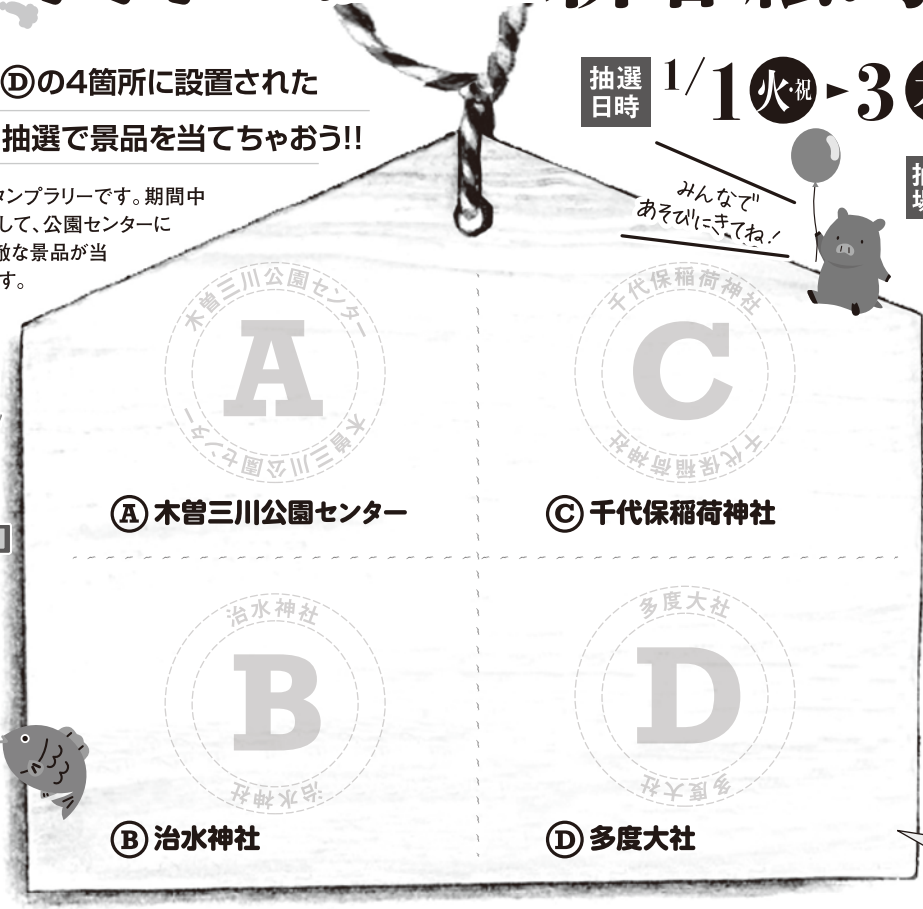 Ⓓの4箇所に設置された
抽選で景品を当てちゃおう!!
タンプラリーです。期間中
して、公園センターに
敵な景品が当
す。
抽選
日時
1/1火・祝►3
みんなで
あそびにきてね!
木曽三川公園センター
A
木曽三川公園センター
Ⓐ木曽三川公園センター
千代保稲荷神社
C
千代保稲荷神社
Ⓒ千代保稲荷神社
治水神社
B
治水神社
Ⓑ治水神社
多度大社
D
多度大社
Ⓓ多度大社